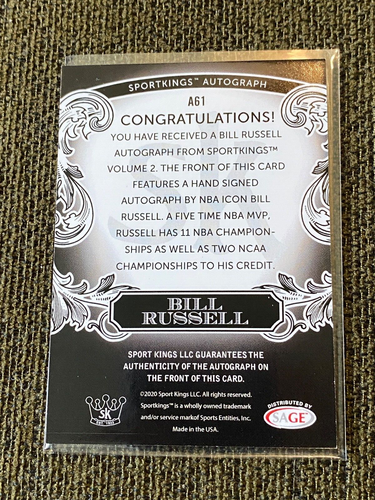 SPORTKINGS™ AUTOGRAPH
A61
CONGRATULATIONS!
YOU HAVE RECEIVED A BILL RUSSELL
AUTOGRAPH FROM SPORTKINGS™
VOLUME 2. THE FRONT OF THIS CARD
FEATURES A HAND SIGNED
AUTOGRAPH BY NBA ICON BILL
RUSSELL. A FIVE TIME NBA MVP,
RUSSELL HAS 11 NBA CHAMPION-
SHIPS AS WELL AS TWO NCAA
CHAMPIONSHIPS TO HIS CREDIT.
BILL
RUSSELL
SPORT KINGS LLC GUARANTEES THE
AUTHENTICITY OF THE AUTOGRAPH ON
THE FRONT OF THIS CARD.
©2020 Sport Kings LLC. All rights reserved.
Sportkings™ is a wholly owned trademark
and/or service markof Sports Entities, Inc.
Made in the USA.
SK
DISTRIBUTED BY
SAGE